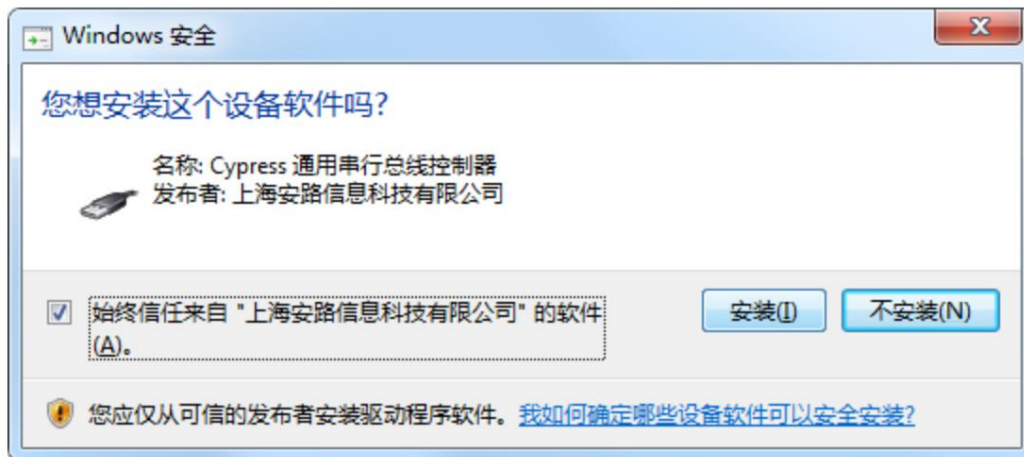 Windows 安全
您想安装这个设备软件吗?
名称: Cypress 通用串行总线控制器
发布者: 上海安路信息科技有限公司
始终信任来自 "上海安路信息科技有限公司" 的软件
(A)。
安装(I)
不安装(N)
您应仅从可信的发布者安装驱动程序软件。我如何确定哪些设备软件可以安全安装?